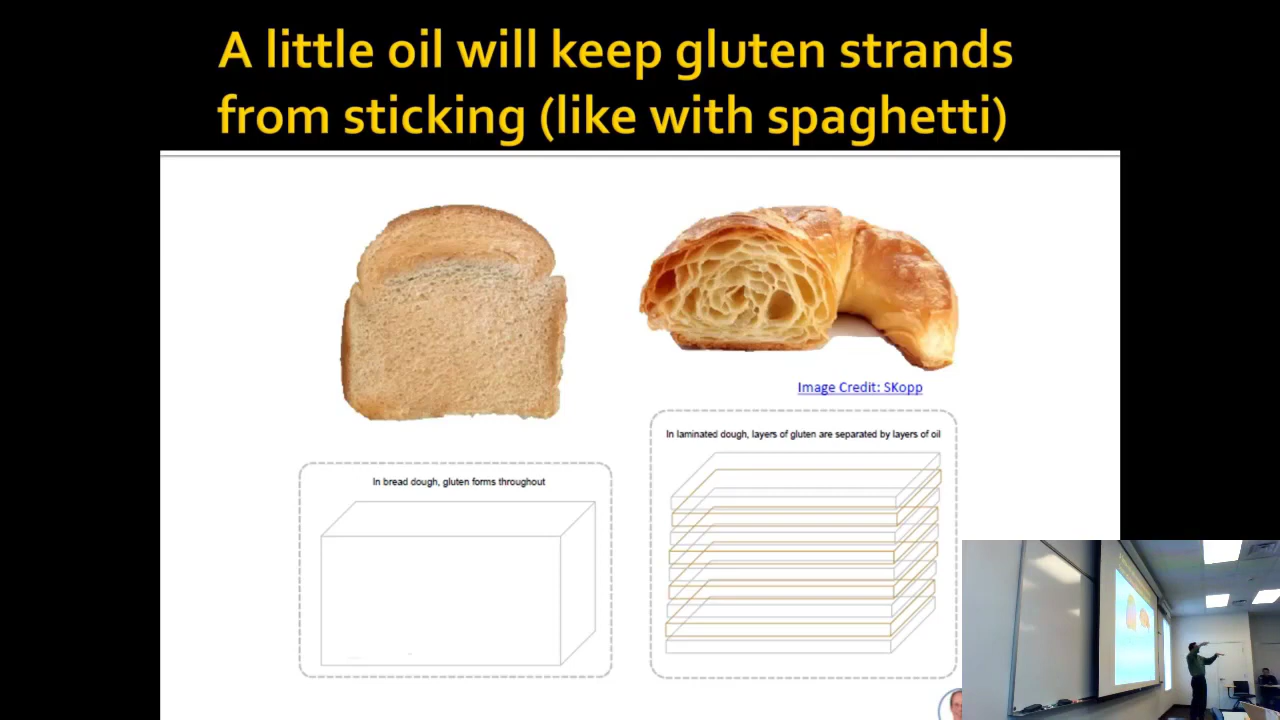 A little oil will keep gluten strands
from sticking (like with spaghetti)
Image Credit: SKopp
In laminated dough, layers of gluten are separated by layers of oil
In bread dough, gluten forms throughout